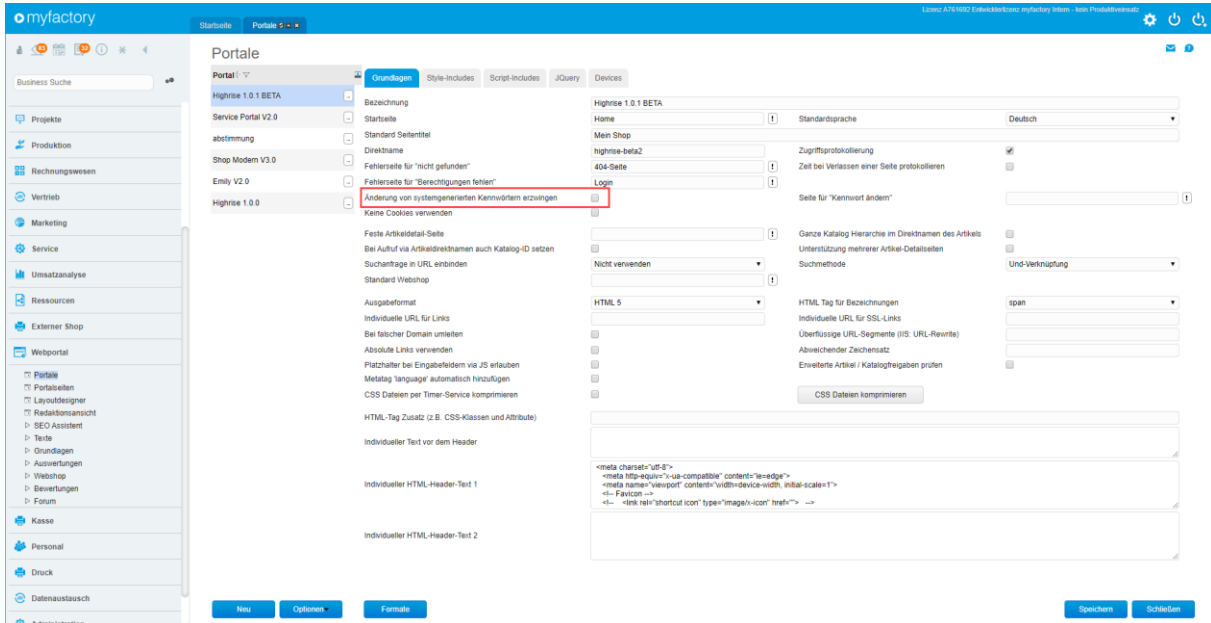 myfactory
Lizenz A761692 Entwicklerlizenz myfactory Intern - kein Produktiveinsatz
Startseite
Portale
Portale
Business Suche
Projekte
Produktion
Rechnungswesen
Vertrieb
Marketing
Service
Umsatzanalyse
Ressourcen
Externer Shop
Webportal
Portale
Portalseiten
Layoutdesigner
Redaktionsansicht
SEO Assistent
Texte
Grundlagen
Auswertungen
Webshop
Bewertungen
Forum
Kasse
Personal
Druck
Datenaustausch
Administration
Portal
Highrise 1.0.1 BETA
Service Portal V2.0
abstimmung
Shop Modern V3.0
Emily V2.0
Highrise 1.0.0
Grundlagen Style-Includes Script-Includes JQuery Devices
Bezeichnung Highrise 1.0.1 BETA
Startseite Home Standardsprache Deutsch
Standard Seitentitel Mein Shop
Direktname highrise-beta2 Zugriffsprotokollierung
Fehlerseite für "nicht gefunden" 404-Seite Zeit bei Verlassen einer Seite protokollieren
Fehlerseite für "Berechtigungen fehlen" Login
Änderung von systemgenerierten Kennwörtern erzwingen Seite für "Kennwort ändern"
Keine Cookies verwenden
Feste Artikeldetail-Seite Ganze Katalog Hierarchie im Direktnamen des Artikels
Bei Aufruf via Artikeldirektnamen auch Katalog-ID setzen Unterstützung mehrerer Artikel-Detailseiten
Suchanfrage in URL einbinden Nicht verwenden Suchmethode Und-Verknüpfung
Standard Webshop
Ausgabeformat HTML 5 HTML Tag für Bezeichnungen span
Individuelle URL für Links Individuelle URL für SSL-Links
Bei falscher Domain umleiten Überflüssige URL-Segmente (IIS: URL-Rewrite)
Absolute Links verwenden Abweichender Zeichensatz
Platzhalter bei Eingabefeldern via JS erlauben Erweiterte Artikel / Katalogfreigaben prüfen
Metatag 'language' automatisch hinzufügen
CSS Dateien per Timer-Service komprimieren CSS Dateien komprimieren
HTML-Tag Zusatz (z.B. CSS-Klassen und Attribute)
Individueller Text vor dem Header
Individueller HTML-Header-Text 1
<meta charset="utf-8">
<meta http-equiv="x-ua-compatible" content="ie=edge">
<meta name="viewport" content="width=device-width, initial-scale=1">
<!-- Favicon -->
<!-- <link rel="shortcut icon" type="image/x-icon" href=""> -->
Individueller HTML-Header-Text 2
Neu Optionen Formate Speichern Schließen